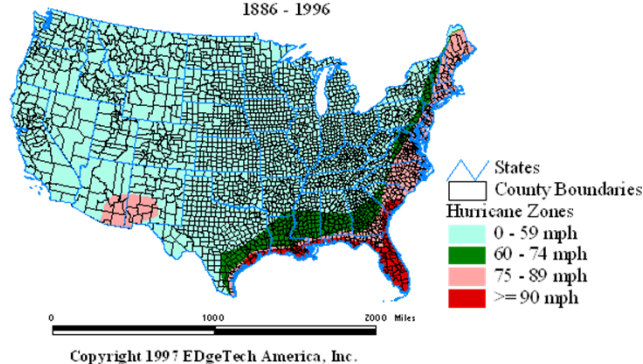 1886 - 1996
States
County Boundaries
Hurricane Zones
0 - 59 mph
60 - 74 mph
75 - 89 mph
>= 90 mph
0 1000 2000 Miles
Copyright 1997 EDgeTech America, Inc.